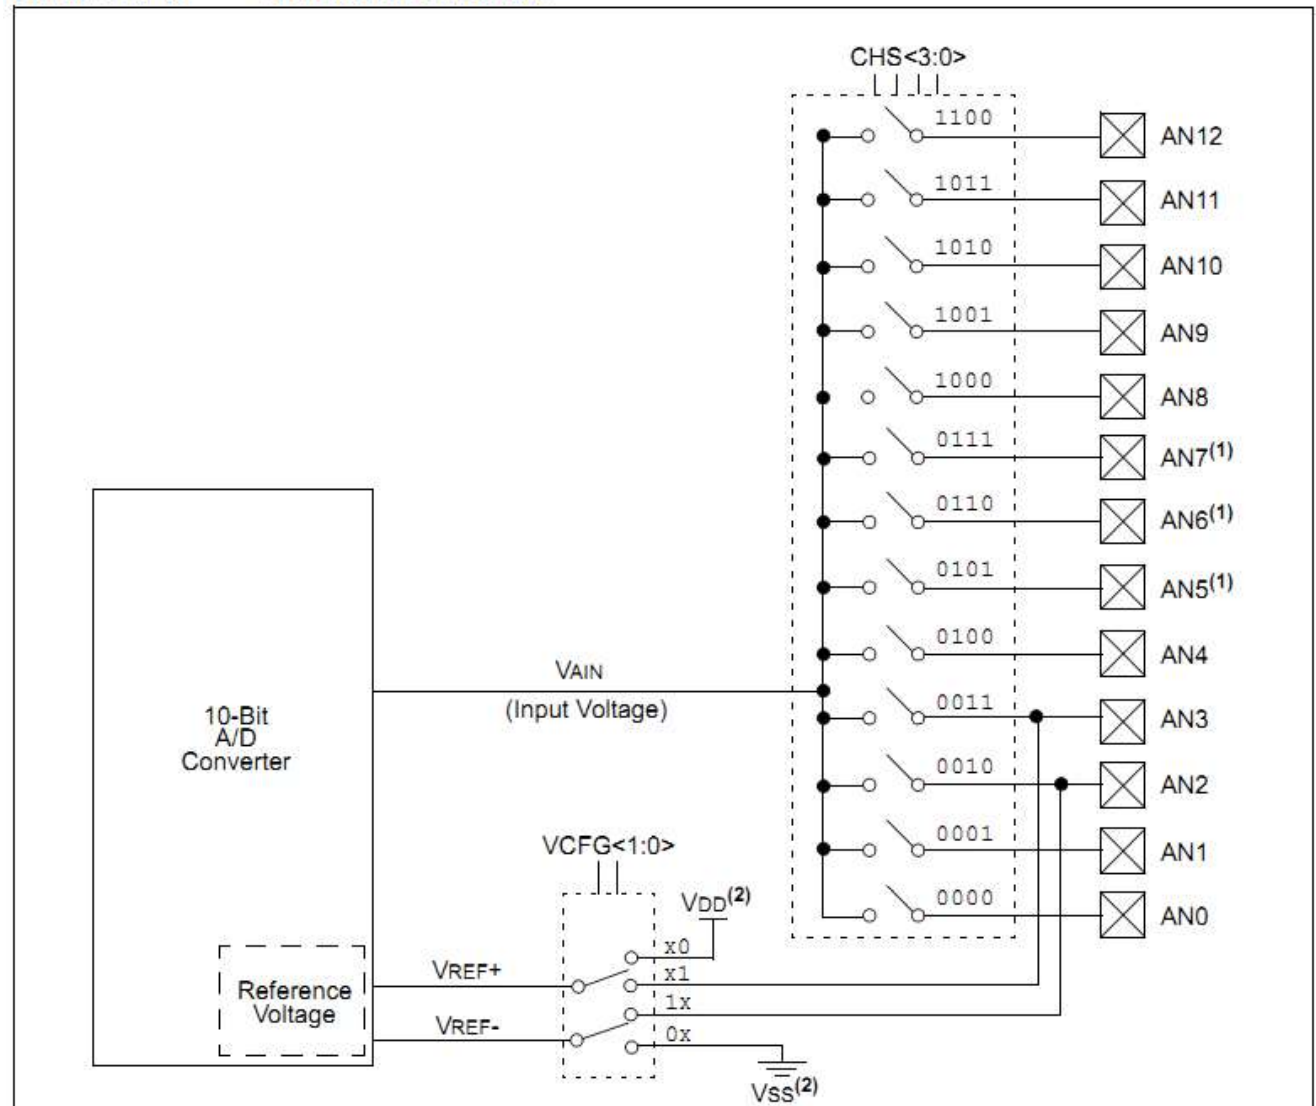 CHS<3:0>
1100 AN12
1011 AN11
1010 AN10
1001 AN9
1000 AN8
0111 AN7(1)
0110 AN6(1)
0101 AN5(1)
0100 AN4
0011 AN3
0010 AN2
0001 AN1
0000 AN0
VAIN
(Input Voltage)
10-Bit
A/D
Converter
VCFG<1:0>
VDD(2)
x0
x1
1x
0x
VREF+
VREF-
Reference
Voltage
VSS(2)